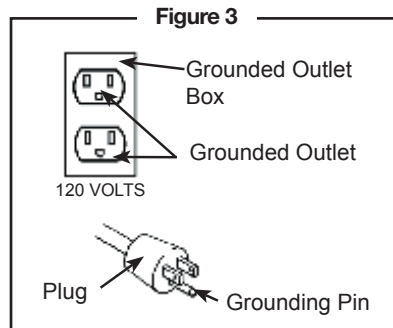 Figure 3
Grounded Outlet
Box
Grounded Outlet
120 VOLTS
Plug
Grounding Pin